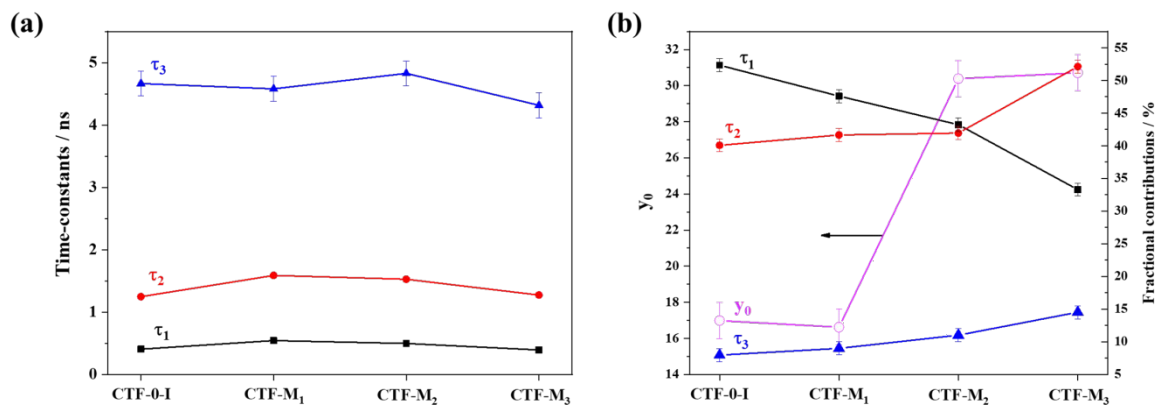 (a)
5
4
3
2
1
0
Time-constants / ns
τ3
τ2
τ1
CTF-0-I
CTF-M1
CTF-M2
CTF-M3
(b)
32
30
28
26
24
22
20
18
16
14
y0
τ1
τ2
y0
τ3
55
50
45
40
35
30
25
20
15
10
5
Fractional contributions / %
CTF-0-I
CTF-M1
CTF-M2
CTF-M3